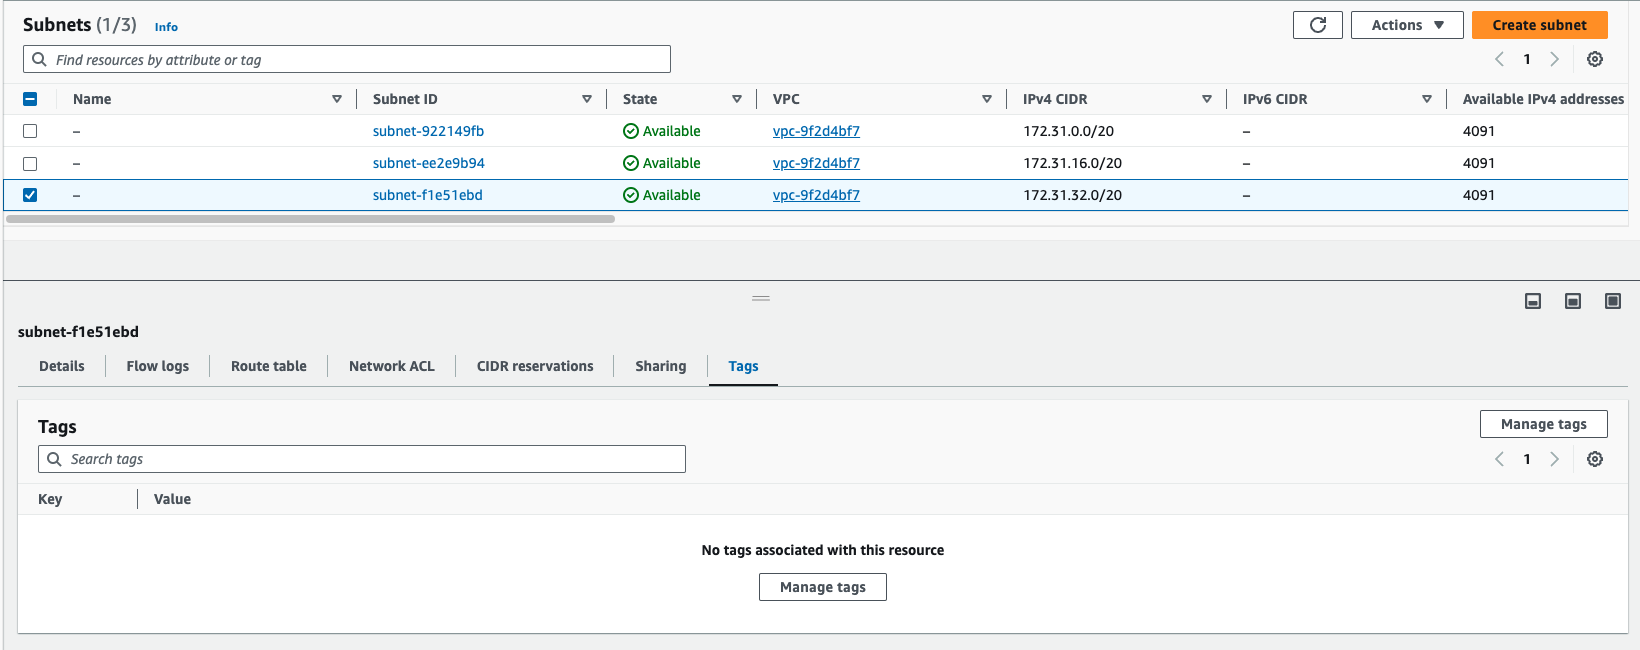 Subnets (1/3) Info Actions Create subnet
Find resources by attribute or tag 1
Name Subnet ID State VPC IPv4 CIDR IPv6 CIDR Available IPv4 addresses
– subnet-922149fb Available vpc-9f2d4bf7 172.31.0.0/20 – 4091
– subnet-ee2e9b94 Available vpc-9f2d4bf7 172.31.16.0/20 – 4091
– subnet-f1e51ebd Available vpc-9f2d4bf7 172.31.32.0/20 – 4091
subnet-f1e51ebd
Details Flow logs Route table Network ACL CIDR reservations Sharing Tags
Tags Manage tags
Search tags 1
Key Value
No tags associated with this resource
Manage tags